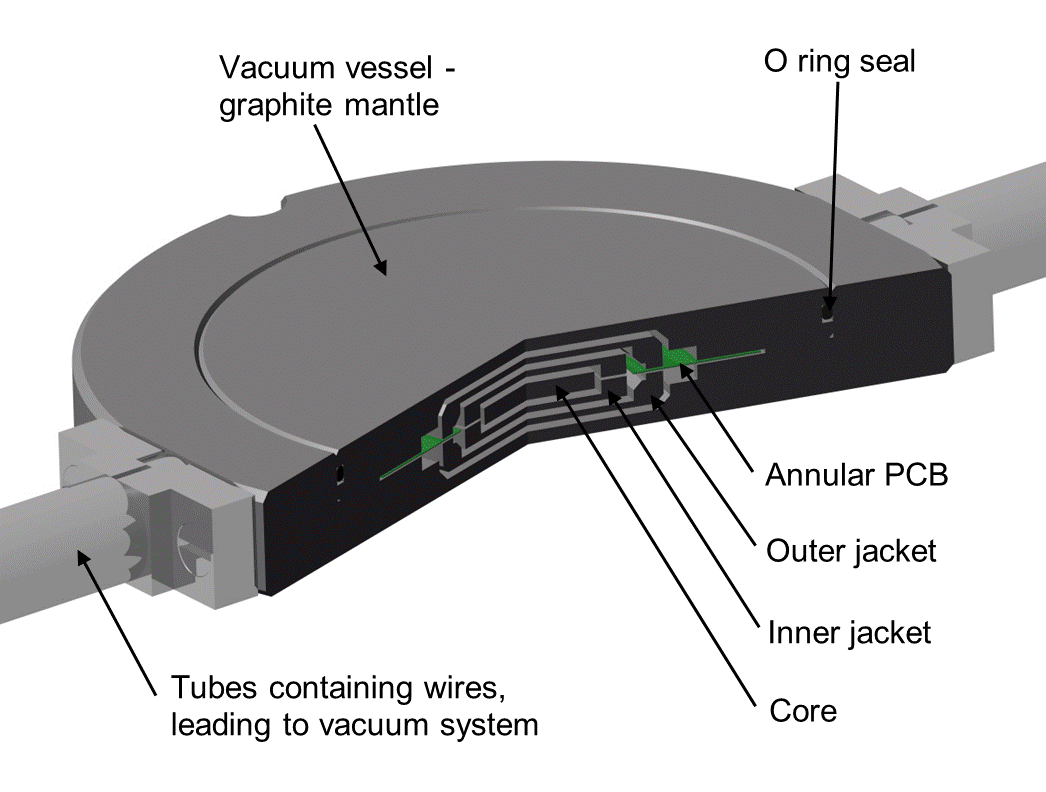 Vacuum vessel -
graphite mantle
O ring seal
Annular PCB
Outer jacket
Inner jacket
Core
Tubes containing wires,
leading to vacuum system